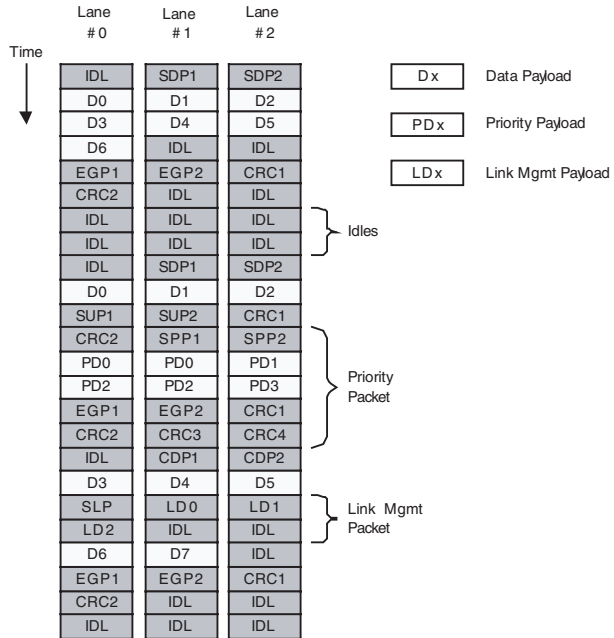 Lane Lane Lane
# 0 # 1 # 2
Time
IDL SDP1 SDP2 Dx Data Payload
D0 D1 D2
D3 D4 D5 PDx Priority Payload
D6 IDL IDL
EGP1 EGP2 CRC1 LDx Link Mgmt Payload
CRC2 IDL IDL
IDL IDL IDL
Idles
IDL IDL IDL
IDL SDP1 SDP2
D0 D1 D2
SUP1 SUP2 CRC1
CRC2 SPP1 SPP2
PD0 PD0 PD1
PD2 PD2 PD3 Priority
Packet
EGP1 EGP2 CRC1
CRC2 CRC3 CRC4
IDL CDP1 CDP2
D3 D4 D5
SLP LD0 LD1 Link Mgmt
LD2 IDL IDL Packet
D6 D7 IDL
EGP1 EGP2 CRC1
CRC2 IDL IDL
IDL IDL IDL